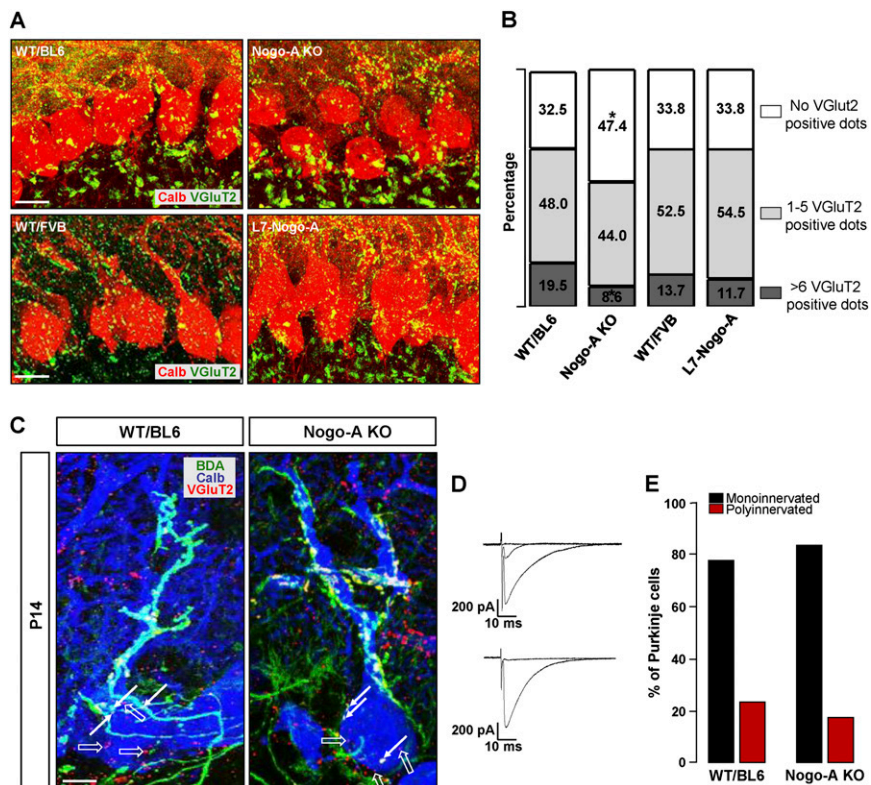 A
WT/BL6
Nogo-A KO
Calb VGluT2
WT/FVB
L7-Nogo-A
Calb VGluT2
B
Percentage
32.5
48.0
19.5
*
47.4
44.0
*
8.6
33.8
52.5
13.7
33.8
54.5
11.7
WT/BL6
Nogo-A KO
WT/FVB
L7-Nogo-A
No VGlut2
positive dots
1-5 VGluT2
positive dots
>6 VGluT2
positive dots
C
WT/BL6
Nogo-A KO
P14
BDA
Calb
VGluT2
D
200 pA
10 ms
200 pA
10 ms
E
Monoinnervated
Polyinnervated
% of Purkinje cells
100
80
60
40
20
0
WT/BL6
Nogo-A KO